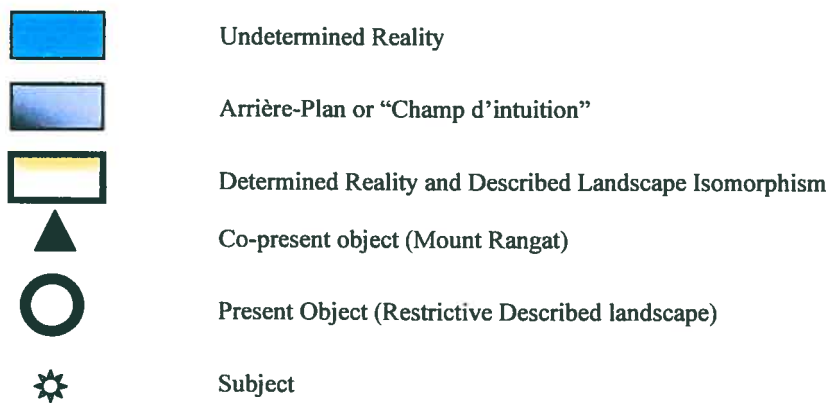 Undetermined Reality
Arrière-Plan or “Champ d’intuition”
Determined Reality and Described Landscape Isomorphism
Co-present object (Mount Rangat)
Present Object (Restrictive Described landscape)
Subject